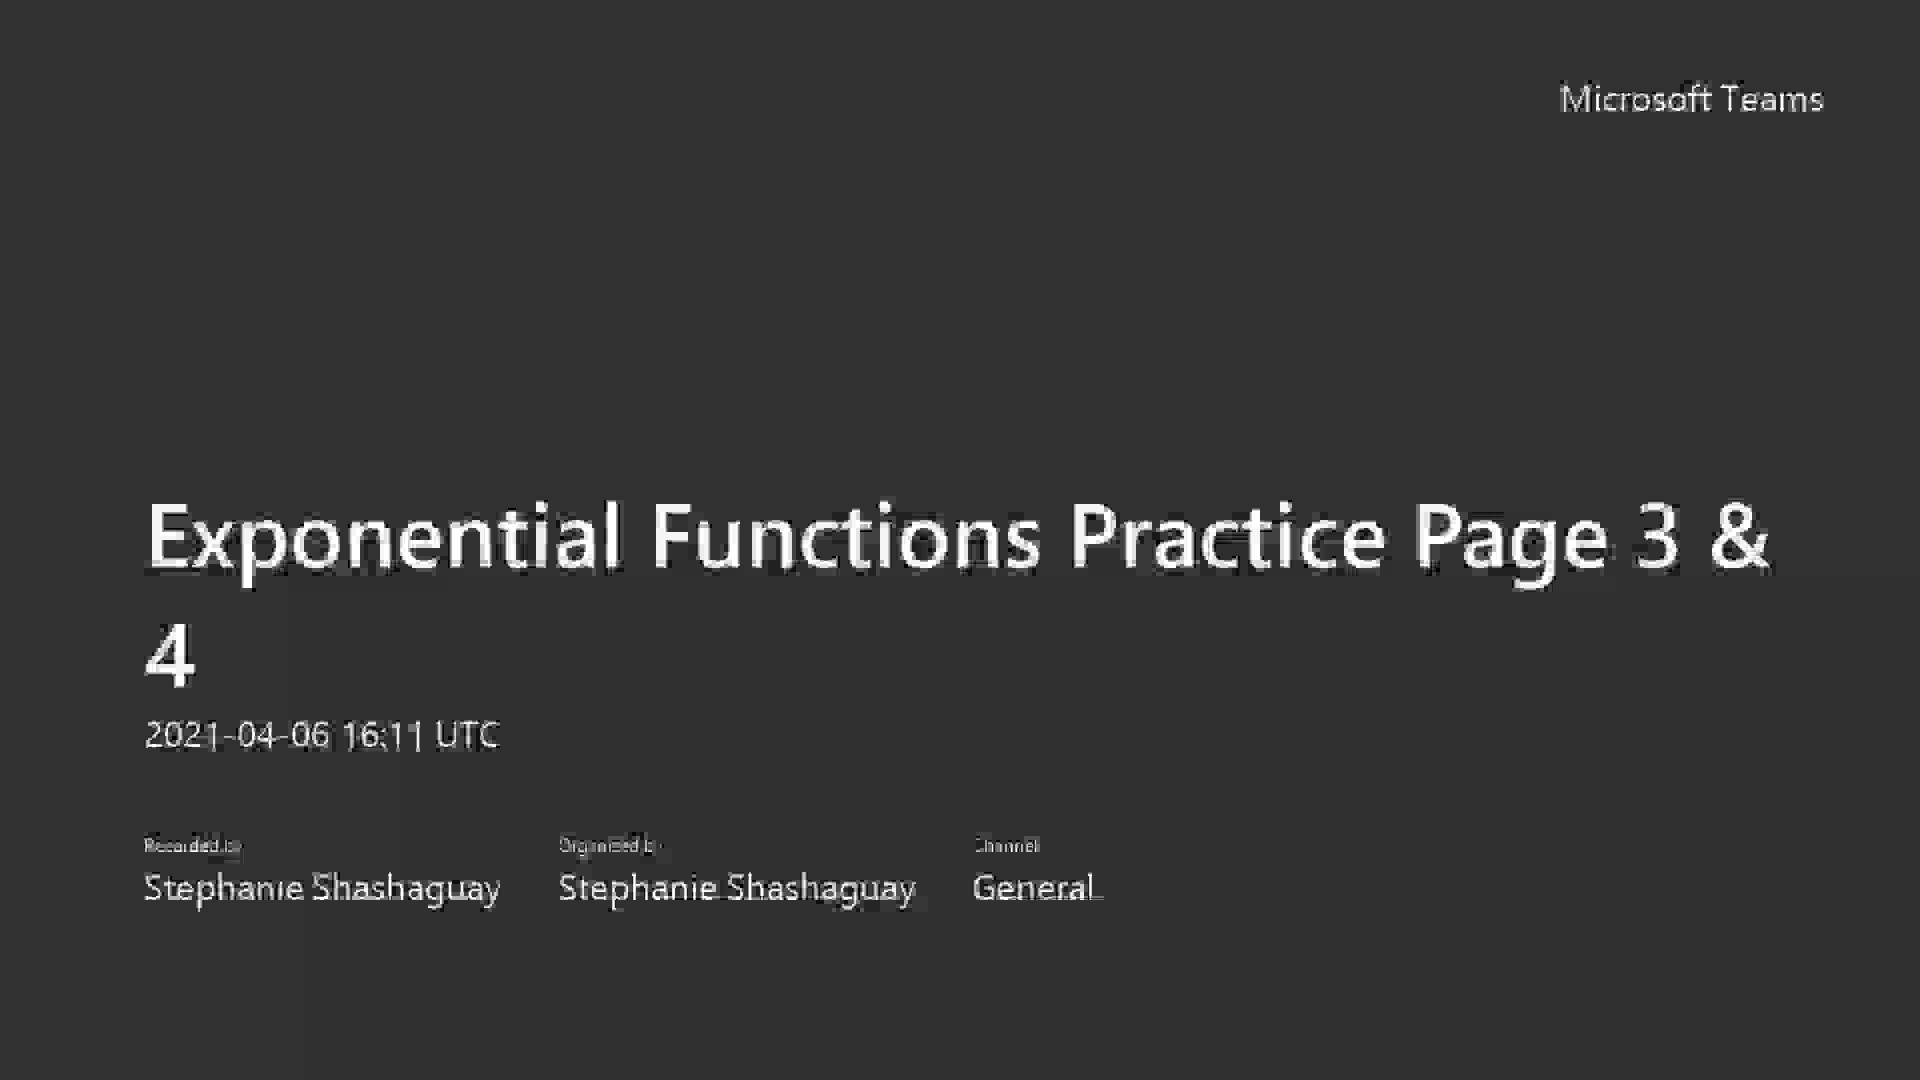 Microsoft Teams
Exponential Functions Practice Page 3 &
4
2021-04-06 16:11 UTC
Recorded by
Organized by
Channel
Stephanie Shashaguay
Stephanie Shashaguay
General